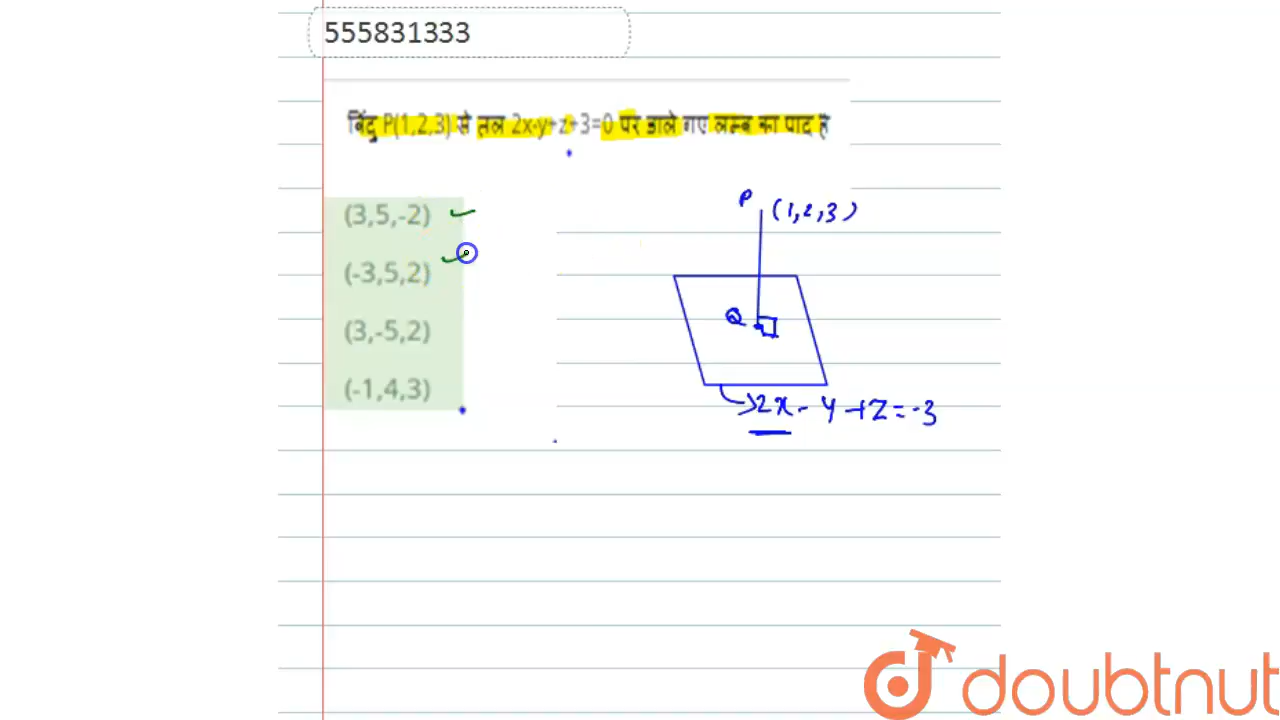 555831333
बिंदु P(1,2,3) से तल 2x-y+z+3=0 पर डाले गए लम्ब का पाद है
(3,5,-2)
(-3,5,2)
(3,-5,2)
(-1,4,3)
P (1,2,3)
Q
2x - y + z = -3
doubtnut